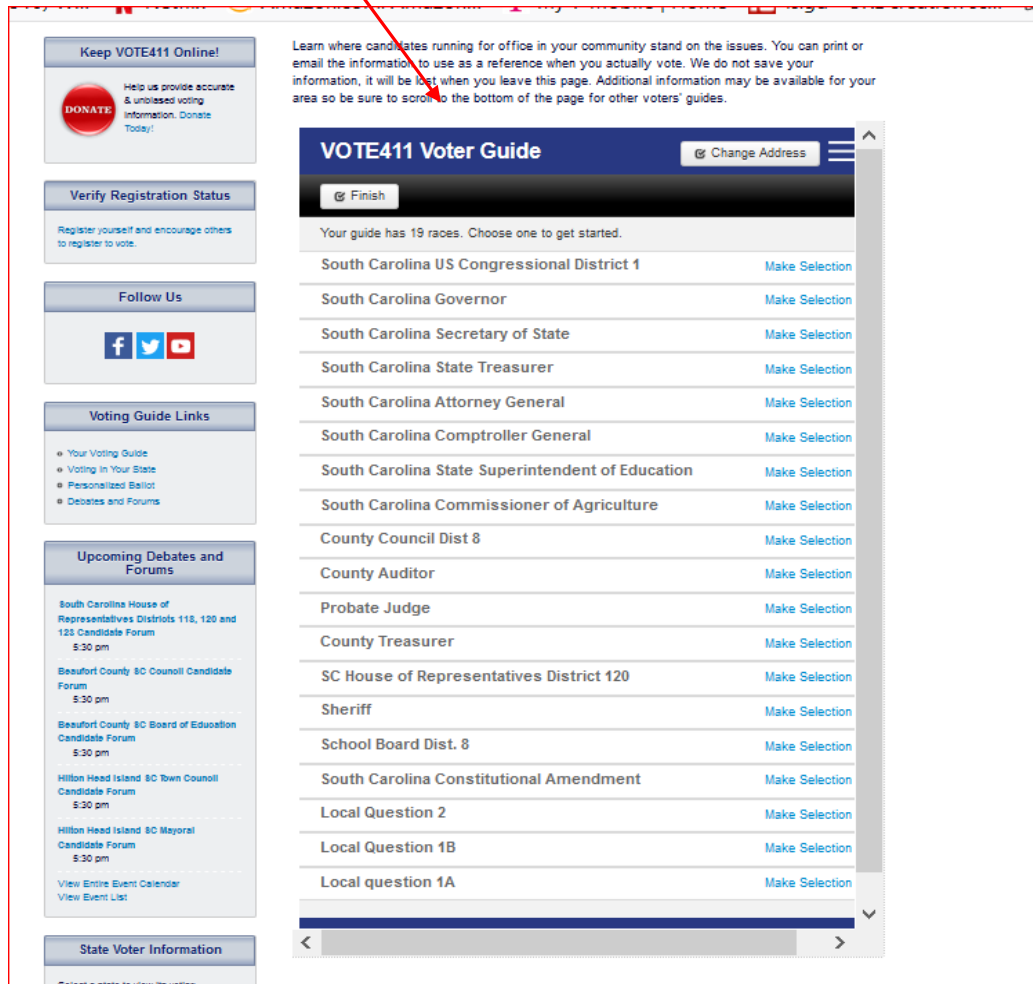 Keep VOTE411 Online!
DONATE
Help us provide accurate
& unbiased voting
information. Donate
Today!
Verify Registration Status
Register yourself and encourage others
to register to vote.
Follow Us
Voting Guide Links
Your Voting Guide
Voting in Your State
Personalized Ballot
Debates and Forums
Upcoming Debates and
Forums
South Carolina House of
Representatives Districts 118, 120 and
123 Candidate Forum
5:30 pm
Beaufort County SC Council Candidate
Forum
5:30 pm
Beaufort County SC Board of Education
Candidate Forum
5:30 pm
Hilton Head Island SC Town Council
Candidate Forum
5:30 pm
Hilton Head Island SC Mayoral
Candidate Forum
5:30 pm
View Entire Event Calendar
View Event List
State Voter Information
Learn where candidates running for office in your community stand on the issues. You can print or
email the information to use as a reference when you actually vote. We do not save your
information, it will be lost when you leave this page. Additional information may be available for your
area so be sure to scroll to the bottom of the page for other voters' guides.
VOTE411 Voter Guide
Change Address
Finish
Your guide has 19 races. Choose one to get started.
South Carolina US Congressional District 1 Make Selection
South Carolina Governor Make Selection
South Carolina Secretary of State Make Selection
South Carolina State Treasurer Make Selection
South Carolina Attorney General Make Selection
South Carolina Comptroller General Make Selection
South Carolina State Superintendent of Education Make Selection
South Carolina Commissioner of Agriculture Make Selection
County Council Dist 8 Make Selection
County Auditor Make Selection
Probate Judge Make Selection
County Treasurer Make Selection
SC House of Representatives District 120 Make Selection
Sheriff Make Selection
School Board Dist. 8 Make Selection
South Carolina Constitutional Amendment Make Selection
Local Question 2 Make Selection
Local Question 1B Make Selection
Local question 1A Make Selection